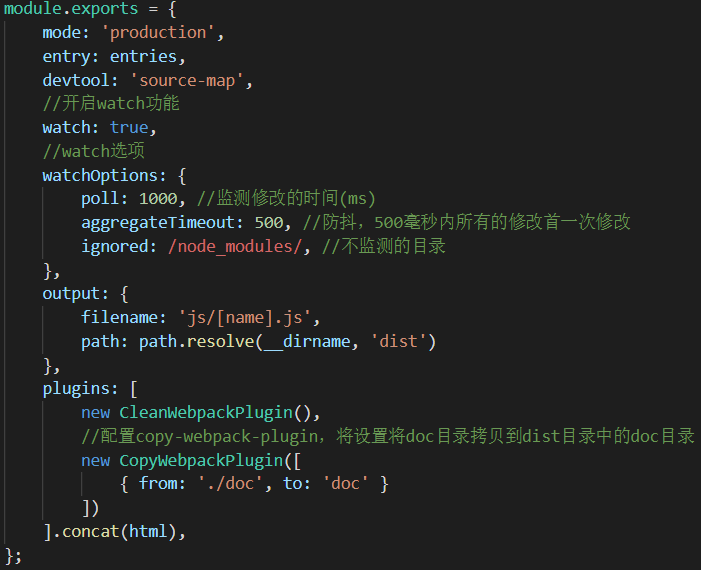 module.exports = {
    mode: 'production',
    entry: entries,
    devtool: 'source-map',
    //开启watch功能
    watch: true,
    //watch选项
    watchOptions: {
        poll: 1000, //监测修改的时间(ms)
        aggregateTimeout: 500, //防抖，500毫秒内所有的修改首一次修改
        ignored: /node_modules/, //不监测的目录
    },
    output: {
        filename: 'js/[name].js',
        path: path.resolve(__dirname, 'dist')
    },
    plugins: [
        new CleanWebpackPlugin(),
        //配置copy-webpack-plugin，将设置将doc目录拷贝到dist目录中的doc目录
        new CopyWebpackPlugin([
            { from: './doc', to: 'doc' }
        ])
    ].concat(html),
};